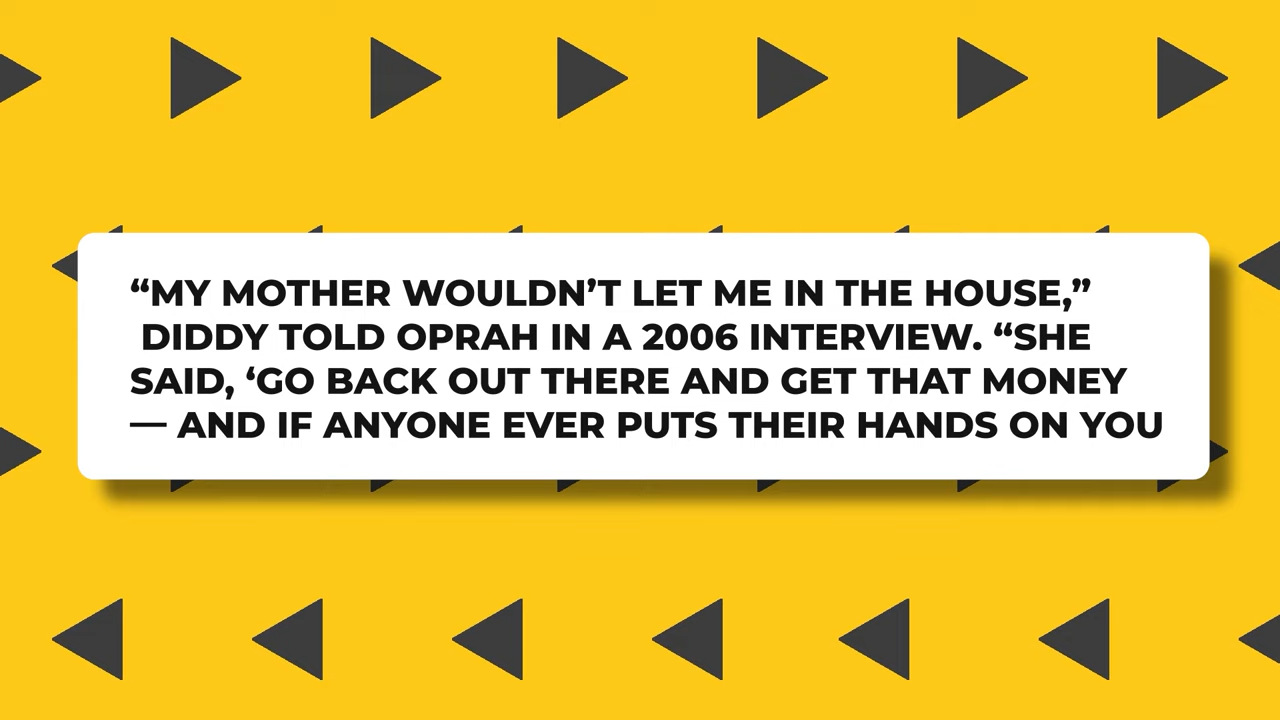 “MY MOTHER WOULDN’T LET ME IN THE HOUSE,”
DIDDY TOLD OPRAH IN A 2006 INTERVIEW. “SHE
SAID, ‘GO BACK OUT THERE AND GET THAT MONEY
— AND IF ANYONE EVER PUTS THEIR HANDS ON YOU